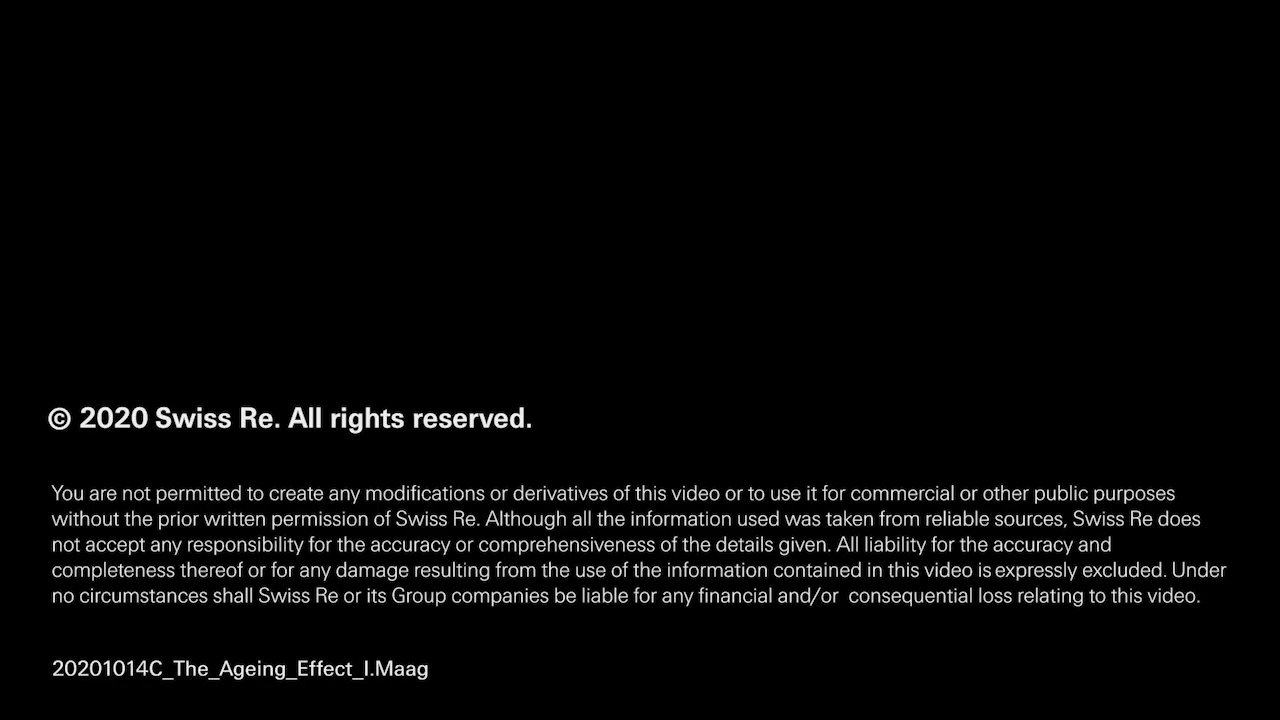 © 2020 Swiss Re. All rights reserved.
You are not permitted to create any modifications or derivatives of this video or to use it for commercial or other public purposes
without the prior written permission of Swiss Re. Although all the information used was taken from reliable sources, Swiss Re does
not accept any responsibility for the accuracy or comprehensiveness of the details given. All liability for the accuracy and
completeness thereof or for any damage resulting from the use of the information contained in this video is expressly excluded. Under
no circumstances shall Swiss Re or its Group companies be liable for any financial and/or  consequential loss relating to this video.
20201014C_The_Ageing_Effect_I.Maag